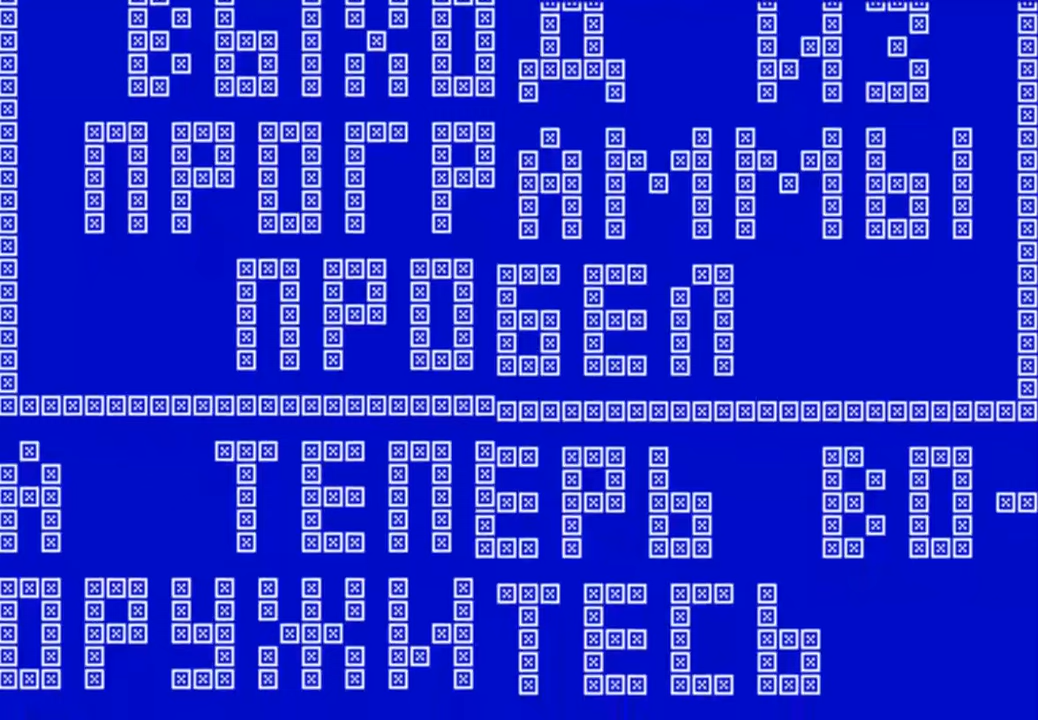 ВЫХОД ИЗ
ПРОГРАММЫ
ПРОБЕЛ
А ТЕПЕРЬ ВО-
ОРУЖИТЕСЬ